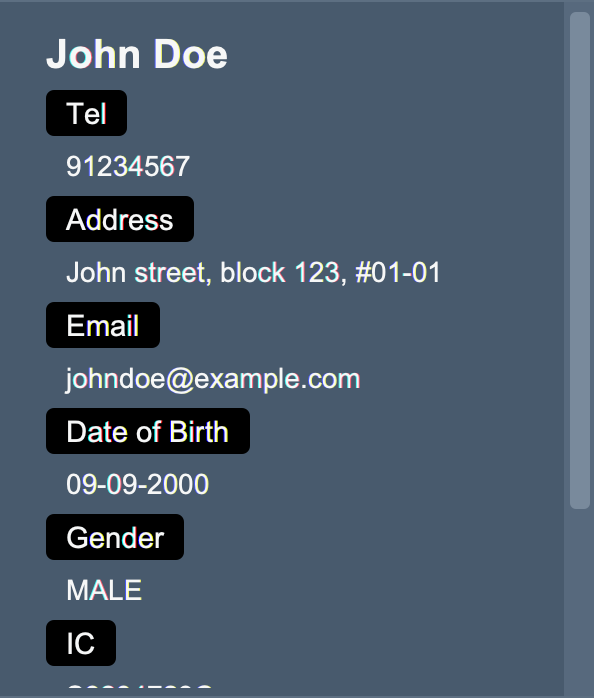 John Doe
Tel
91234567
Address
John street, block 123, #01-01
Email
johndoe@example.com
Date of Birth
09-09-2000
Gender
MALE
IC